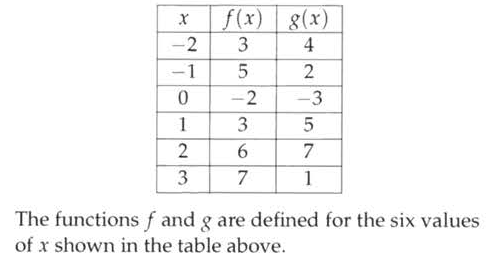 x f(x) g(x)
−2 3 4
−1 5 2
0 −2 −3
1 3 5
2 6 7
3 7 1
The functions f and g are defined for the six values
of x shown in the table above.